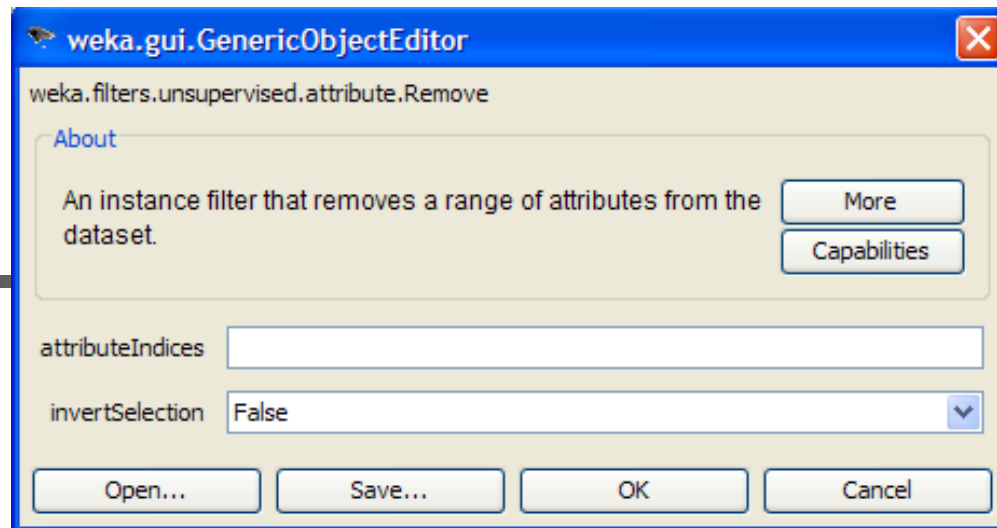 weka.gui.GenericObjectEditor
weka.filters.unsupervised.attribute.Remove
About
An instance filter that removes a range of attributes from the
dataset.
More
Capabilities
attributeIndices
invertSelection False
Open... Save... OK Cancel